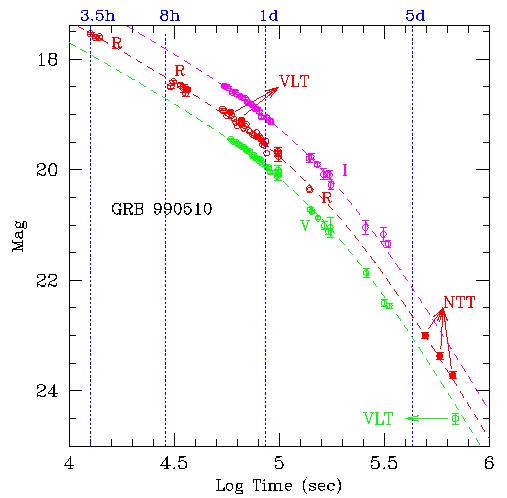 3.5h 8h 1d 5d
R
R
VLT
18
20
22
24
I
R
V
GRB 990510
NTT
VLT
Mag
4 4.5 5 5.5 6
Log Time (sec)